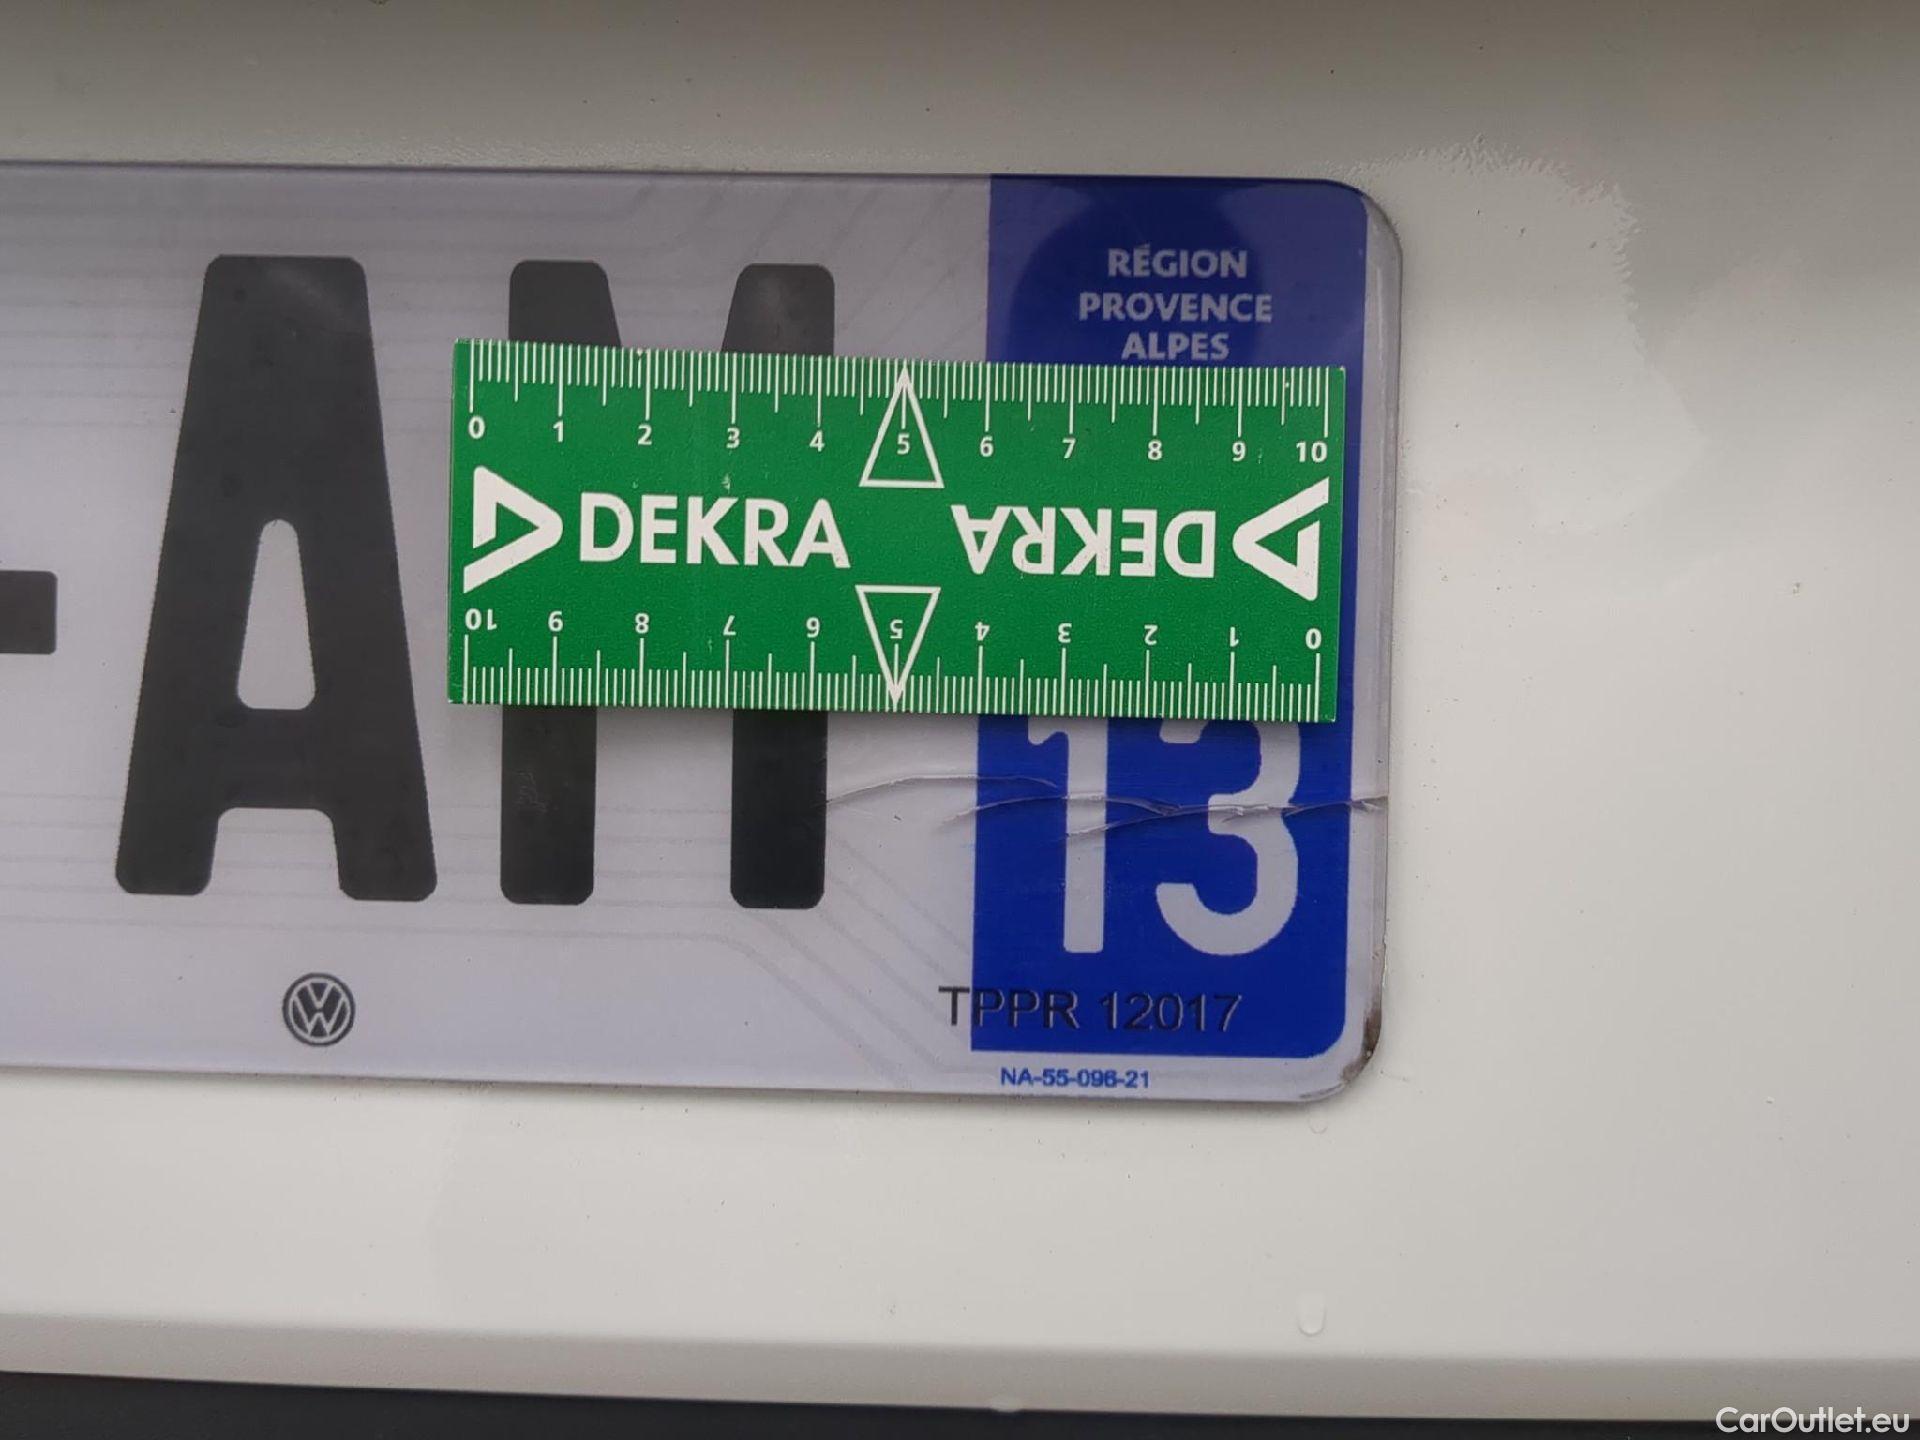 RÉGION
PROVENCE
ALPES
-AM
0 1 2 3 4 5 6 7 8 9 10
DEKRA DEKRA
10 9 8 7 6 5 4 3 2 1 0
13
TPPR 12017
NA-55-096-21
CarOutlet.eu